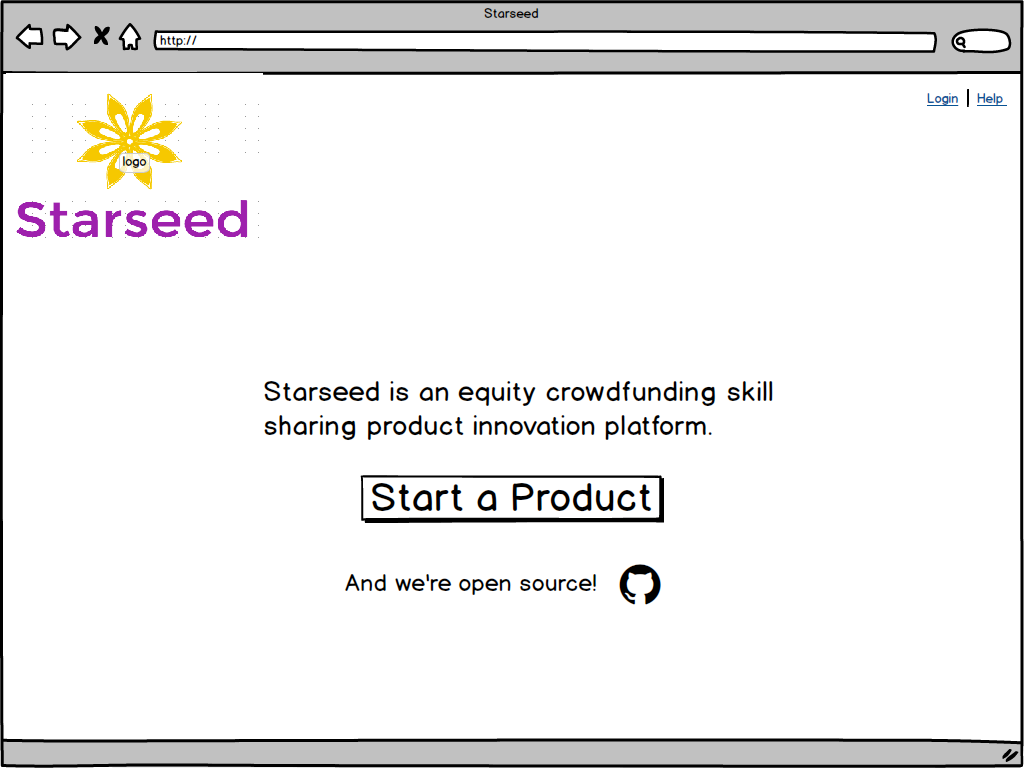 Starseed
http://
Login
Help
logo
Starseed
Starseed is an equity crowdfunding skill
sharing product innovation platform.
Start a Product
And we're open source!